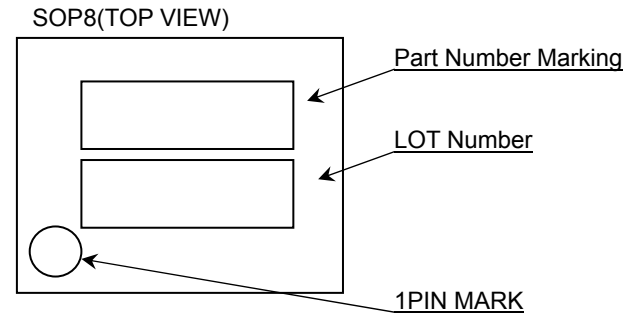 SOP8(TOP VIEW)
Part Number Marking
LOT Number
1PIN MARK